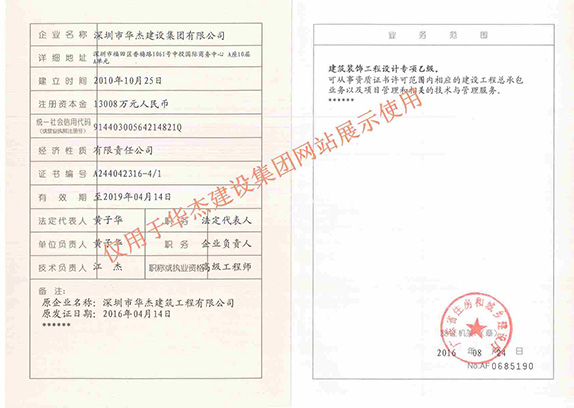 企业名称 深圳市华杰建设集团有限公司
详细地址 深圳市福田区香梅路1061号中投国际商务中心 A座10层
A单元
建立时间 2010年10月25日
注册资本金 13008万元人民币
统一社会信用代码
(或营业执照注册号) 91440300564214821Q
经济性质 有限责任公司
证书编号 A244042316-4/1
有效期 至2019年04月14日
法定代表人 黄子华 职务 法定代表人
单位负责人 黄子华 职务 企业负责人
技术负责人 江杰 职称或执业资格 高级工程师
备注:
原企业名称:深圳市华杰建筑工程有限公司
原发证日期:2016年04月14日
******
业务范围
建筑装饰工程设计专项乙级。
可从事资质证书许可范围内相应的建设工程总承包
业务以及项目管理和相关的技术与管理服务。
******
仅用于华杰建设集团网站展示使用
广东省住房和城乡建设厅
发证机关:(章)
2016年08月24日
No.AF 0685190